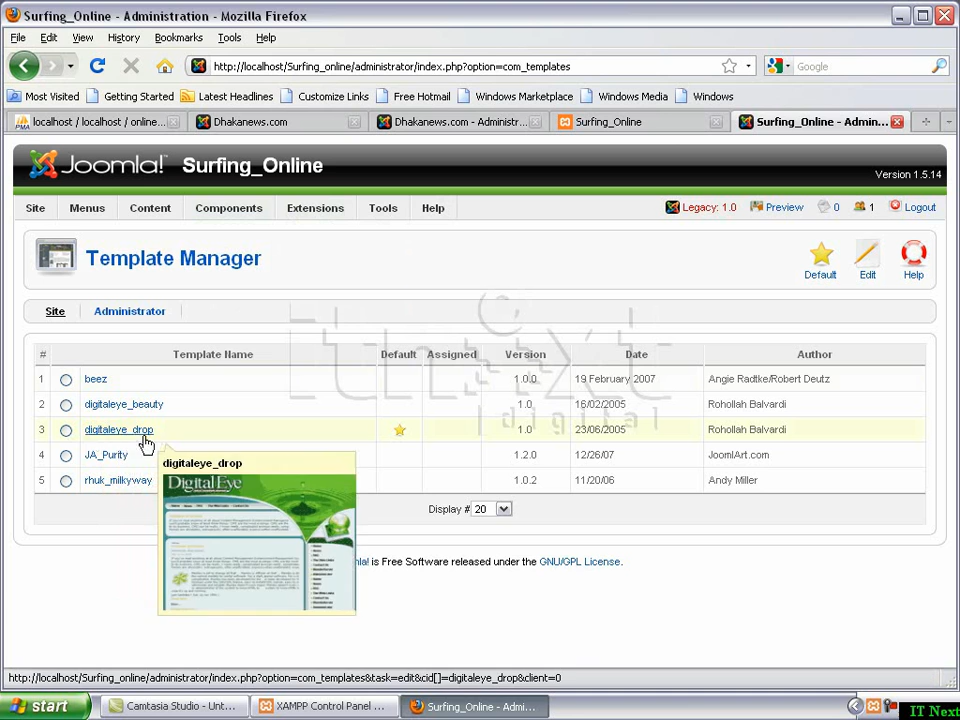 Surfing_Online - Administration - Mozilla Firefox
File Edit View History Bookmarks Tools Help
http://localhost/Surfing_online/administrator/index.php?option=com_templates
Google
Most Visited Getting Started Latest Headlines Customize Links Free Hotmail Windows Marketplace Windows Media Windows
localhost / localhost / online... Dhakanews.com Dhakanews.com - Administr... Surfing_Online Surfing_Online - Admin...
Joomla! Surfing_Online
Version 1.5.14
Site Menus Content Components Extensions Tools Help Legacy: 1.0 Preview 0 1 Logout
Template Manager
Default Edit Help
Site Administrator
# Template Name Default Assigned Version Date Author
1 beez 1.0.0 19 February 2007 Angie Radtke/Robert Deutz
2 digitaleye_beauty 1.0 16/02/2005 Rohollah Balvardi
3 digitaleye_drop 1.0 23/06/2005 Rohollah Balvardi
4 JA_Purity 1.2.0 12/26/07 JoomlArt.com
5 rhuk_milkyway 1.0.2 11/20/06 Andy Miller
digitaleye_drop
DigitalEye
Display # 20
is Free Software released under the GNU/GPL License.
digital
http://localhost/Surfing_online/administrator/index.php?option=com_templates&task=edit&cid[]=digitaleye_drop&client=0
start Camtasia Studio - Unt... XAMPP Control Panel ... Surfing_Online - Admi...
IT Next